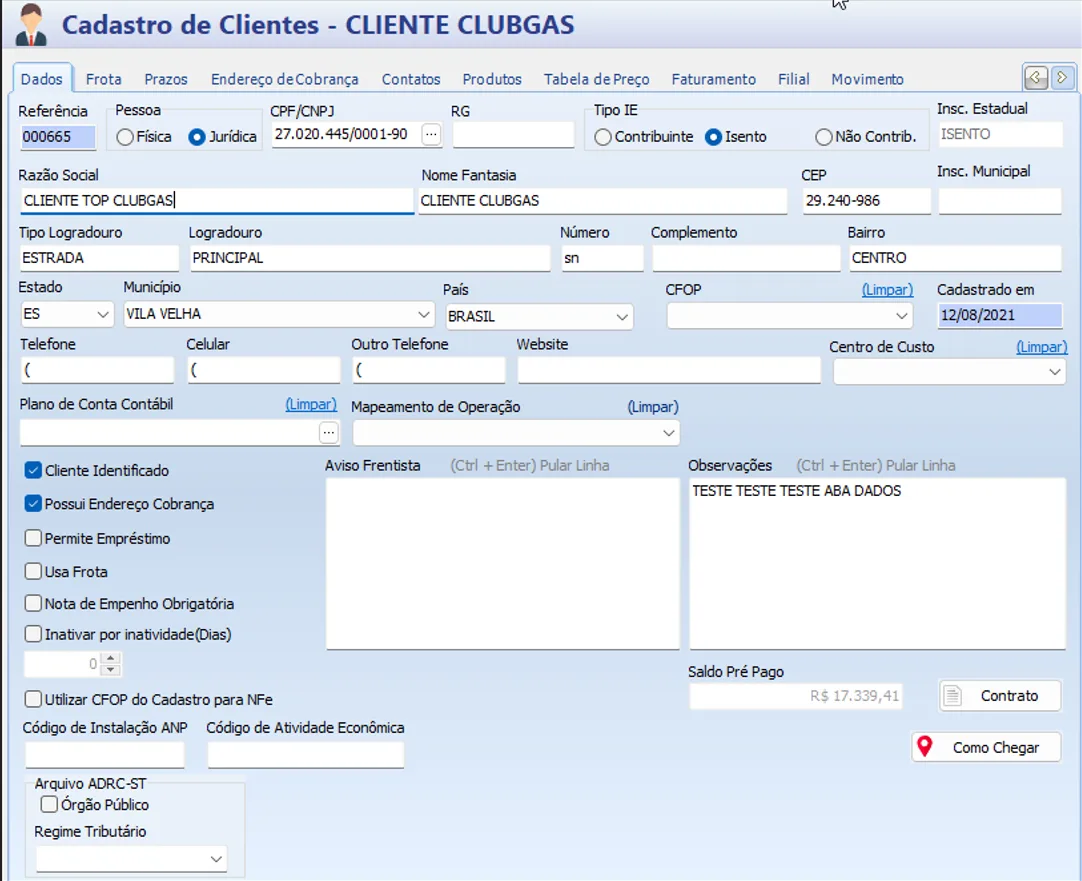 Cadastro de Clientes - CLIENTE CLUBGAS
Dados Frota Prazos Endereço de Cobrança Contatos Produtos Tabela de Preço Faturamento Filial Movimento
Referência Pessoa CPF/CNPJ RG Tipo IE Insc. Estadual
000665 Física Jurídica 27.020.445/0001-90 ... Contribuinte Isento Não Contrib. ISENTO
Razão Social Nome Fantasia CEP Insc. Municipal
CLIENTE TOP CLUBGAS CLIENTE CLUBGAS 29.240-986
Tipo Logradouro Logradouro Número Complemento Bairro
ESTRADA PRINCIPAL sn CENTRO
Estado Município País CFOP (Limpar) Cadastrado em
ES VILA VELHA BRASIL 12/08/2021
Telefone Celular Outro Telefone Website Centro de Custo (Limpar)
( ( (
Plano de Conta Contábil (Limpar) Mapeamento de Operação (Limpar)
...
Cliente Identificado Aviso Frentista (Ctrl + Enter) Pular Linha Observações (Ctrl + Enter) Pular Linha
TESTE TESTE TESTE ABA DADOS
Possui Endereço Cobrança
Permite Empréstimo
Usa Frota
Nota de Empenho Obrigatória
Inativar por inatividade(Dias)
0
Saldo Pré Pago
R$ 17.339,41 Contrato
Utilizar CFOP do Cadastro para NFe
Código de Instalação ANP Código de Atividade Econômica
Como Chegar
Arquivo ADRC-ST
Órgão Público
Regime Tributário